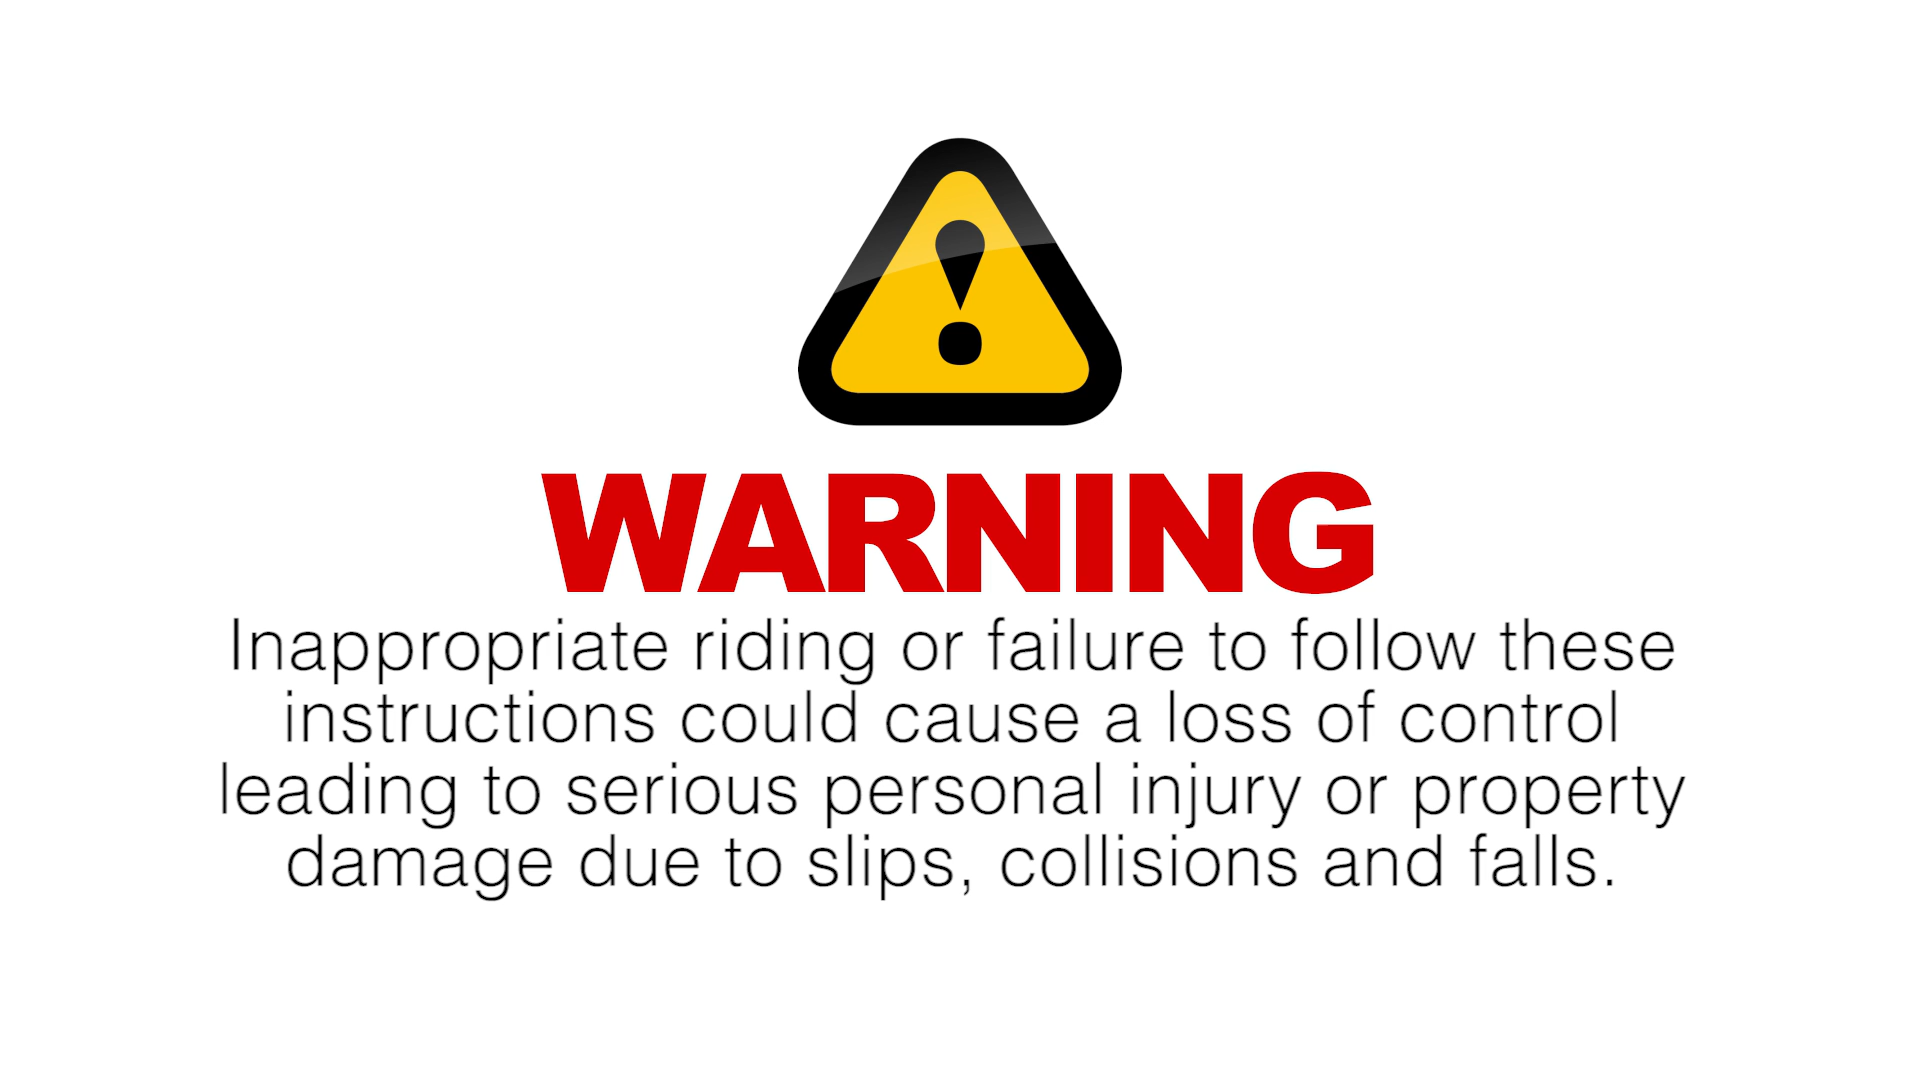 WARNING
Inappropriate riding or failure to follow these
instructions could cause a loss of control
leading to serious personal injury or property
damage due to slips, collisions and falls.